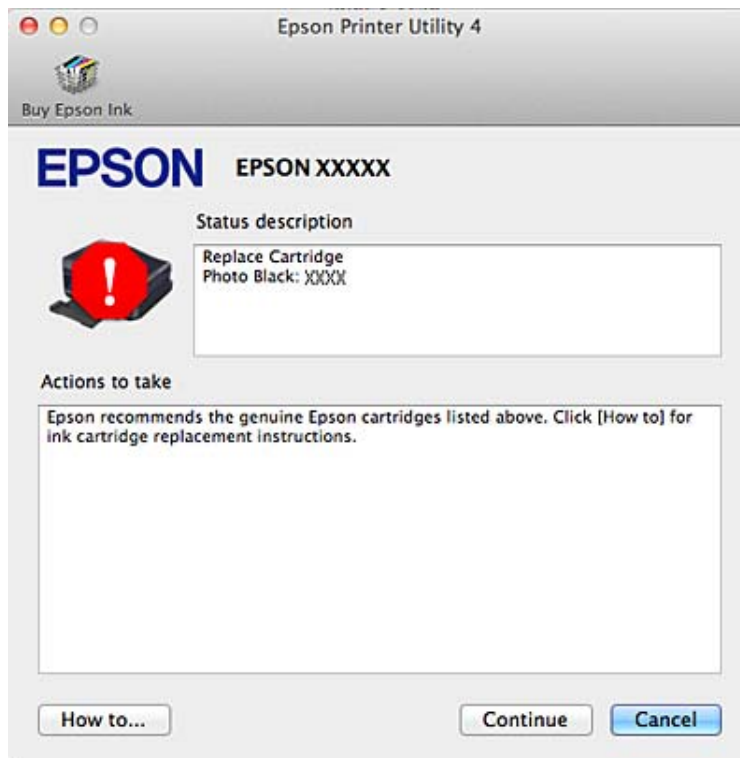 Epson Printer Utility 4
Buy Epson Ink
EPSON EPSON XXXXX
Status description
Replace Cartridge
Photo Black: XXXX
!
Actions to take
Epson recommends the genuine Epson cartridges listed above. Click [How to] for
ink cartridge replacement instructions.
How to... Continue Cancel